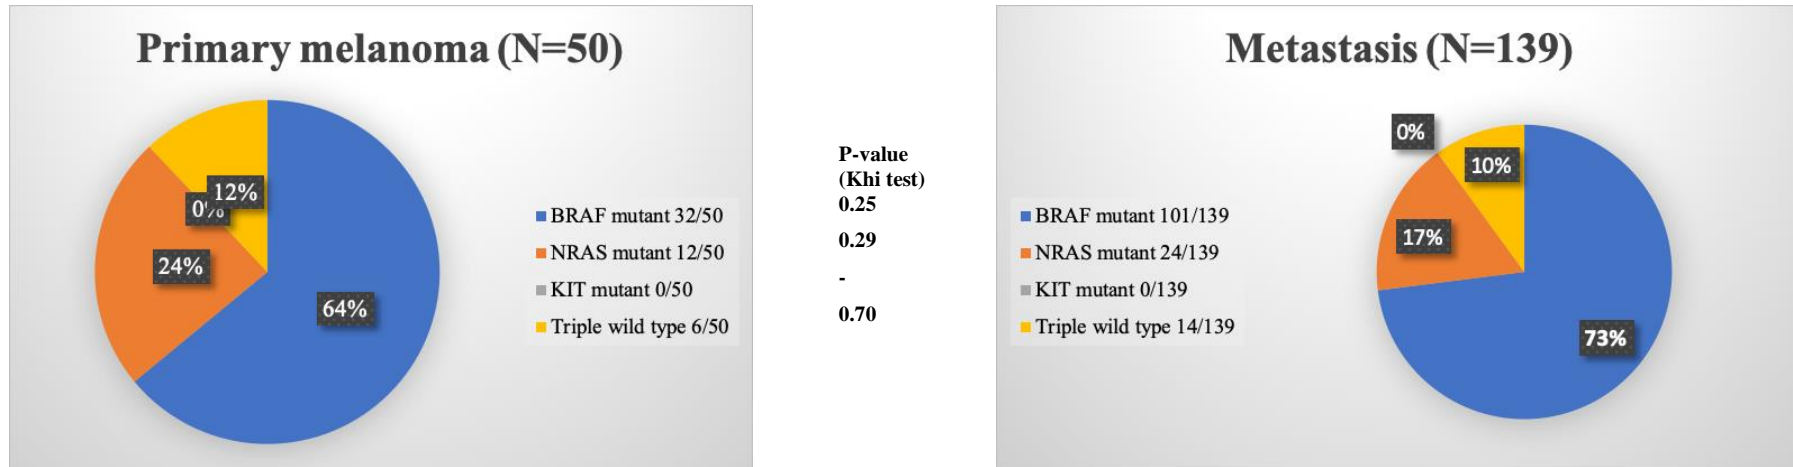 Primary melanoma (N=50)
12%
0%
24%
64%
BRAF mutant 32/50
NRAS mutant 12/50
KIT mutant 0/50
Triple wild type 6/50
P-value
(Khi test)
0.25
0.29
-
0.70
Metastasis (N=139)
BRAF mutant 101/139
NRAS mutant 24/139
KIT mutant 0/139
Triple wild type 14/139
0%
10%
17%
73%